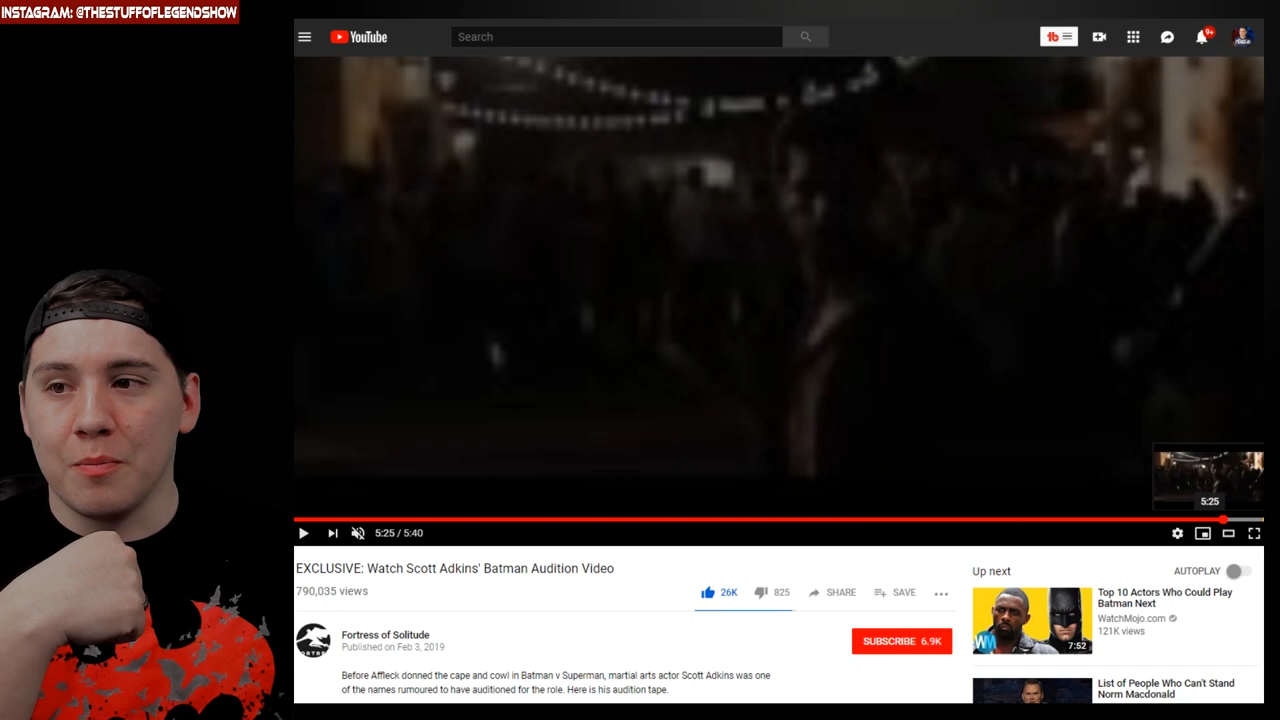 INSTAGRAM: @THESTUFFOFLEGENDSHOW
YouTube
Search
9+
5:25
5:25 / 5:40
EXCLUSIVE: Watch Scott Adkins' Batman Audition Video
790,035 views
26K
825
SHARE
SAVE
Fortress of Solitude
Published on Feb 3, 2019
SUBSCRIBE 6.9K
Before Affleck donned the cape and cowl in Batman v Superman, martial arts actor Scott Adkins was one
of the names rumoured to have auditioned for the role. Here is his audition tape.
Up next
AUTOPLAY
7:52
Top 10 Actors Who Could Play
Batman Next
WatchMojo.com
121K views
List of People Who Can't Stand
Norm Macdonald